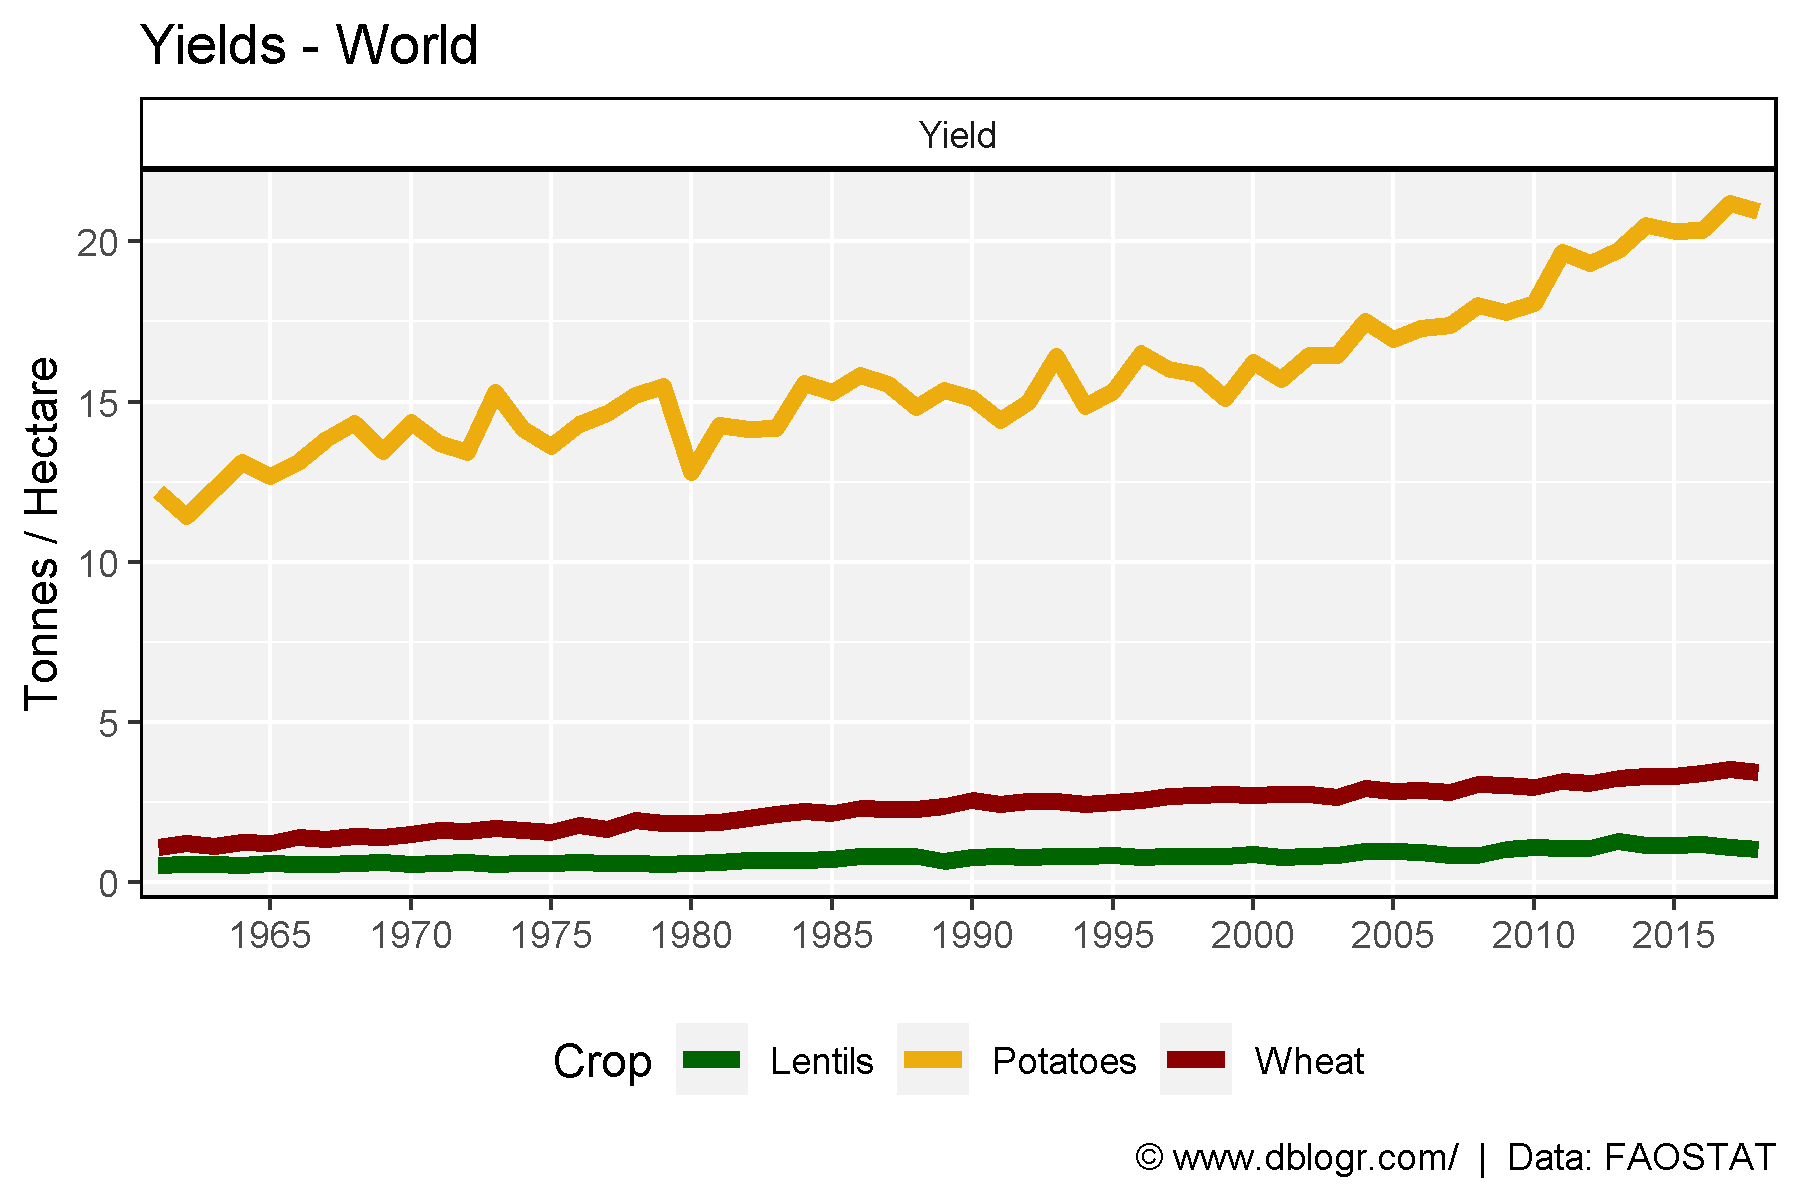 Yields - World
Yield
Tonnes / Hectare
20
15
10
5
0
1965 1970 1975 1980 1985 1990 1995 2000 2005 2010 2015
Crop Lentils Potatoes Wheat
© www.dblogr.com/ | Data: FAOSTAT